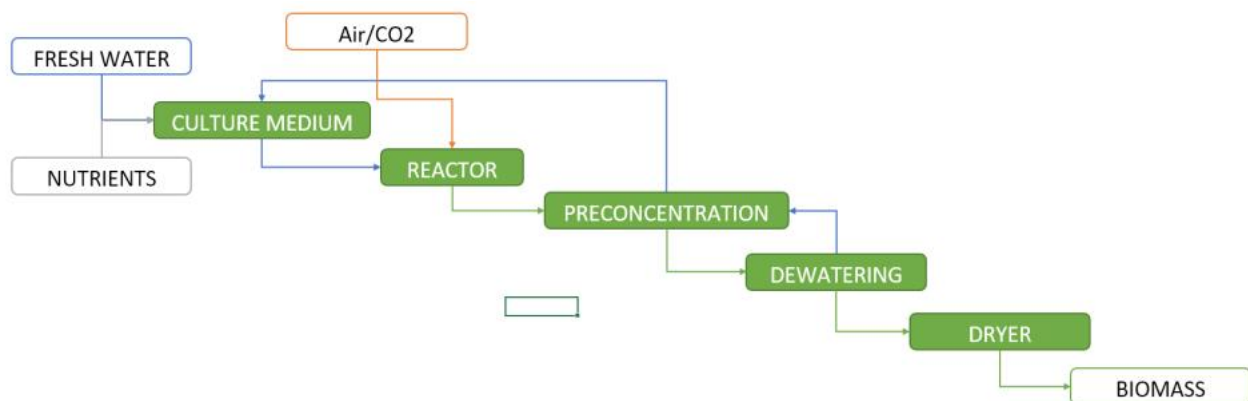 Air/CO2
FRESH WATER
CULTURE MEDIUM
NUTRIENTS
REACTOR
PRECONCENTRATION
DEWATERING
DRYER
BIOMASS